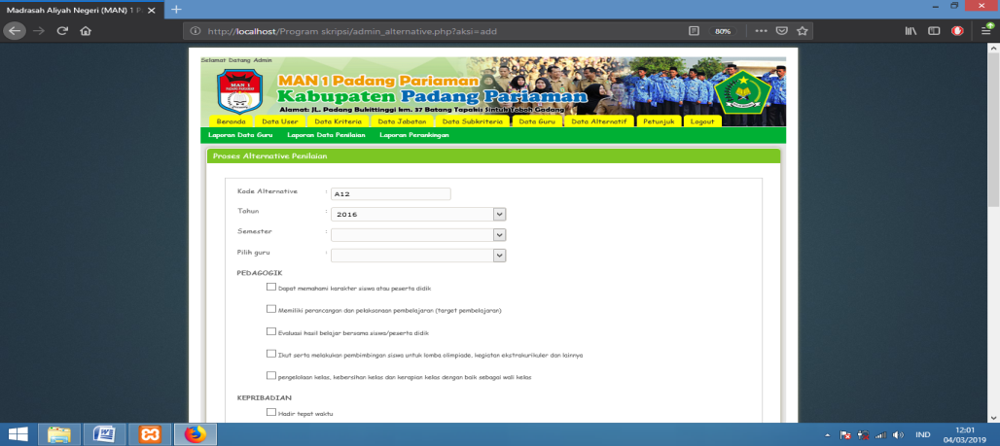 Madrasah Aliyah Negeri (MAN) 1 P
http://localhost/Program skripsi/admin_alternative.php?aksi=add
80%
Selamat Datang Admin
MAN 1
MAN 1 Padang Pariaman
Kabupaten Padang Pariaman
Alamat: JL. Padang Bukittinggi km. 37 Batang Tapakis Sintuk Toboh Gadang
Beranda Data User Data Kriteria Data Jabatan Data Subkriteria Data Guru Data Alternatif Petunjuk Logout
Laporan Data Guru Laporan Data Penilaian Laporan Perankingan
Proses Alternative Penilaian
Kode Alternative : A12
Tahun : 2016
Semester :
Pilih guru :
PEDAGOGIK
Dapat memahami karakter siswa atau peserta didik
Memiliki perancangan dan pelaksanaan pembelajaran (target pembelajaran)
Evaluasi hasil belajar bersama siswa/peserta didik
Ikut serta melakukan pembimbingan siswa untuk lomba olimpiade, kegiatan ekstrakurikuler dan lainnya
pengelolaan kelas, kebersihan kelas dan kerapian kelas dengan baik sebagai wali kelas
KEPRIBADIAN
Hadir tepat waktu
IND
12:01
04/03/2019